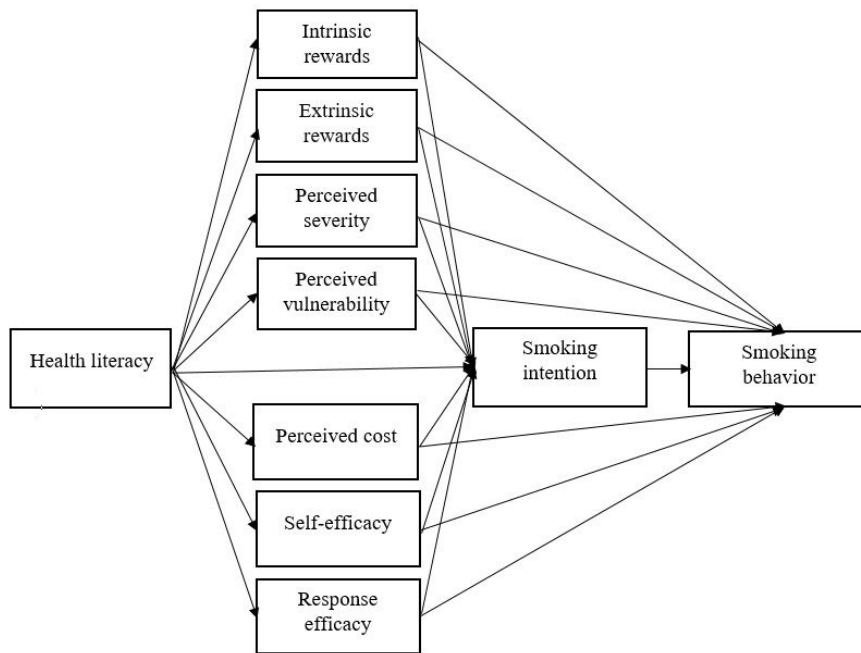 Intrinsic
rewards
Extrinsic
rewards
Perceived
severity
Perceived
vulnerability
Health literacy
Smoking
intention
Smoking
behavior
Perceived cost
Self-efficacy
Response
efficacy